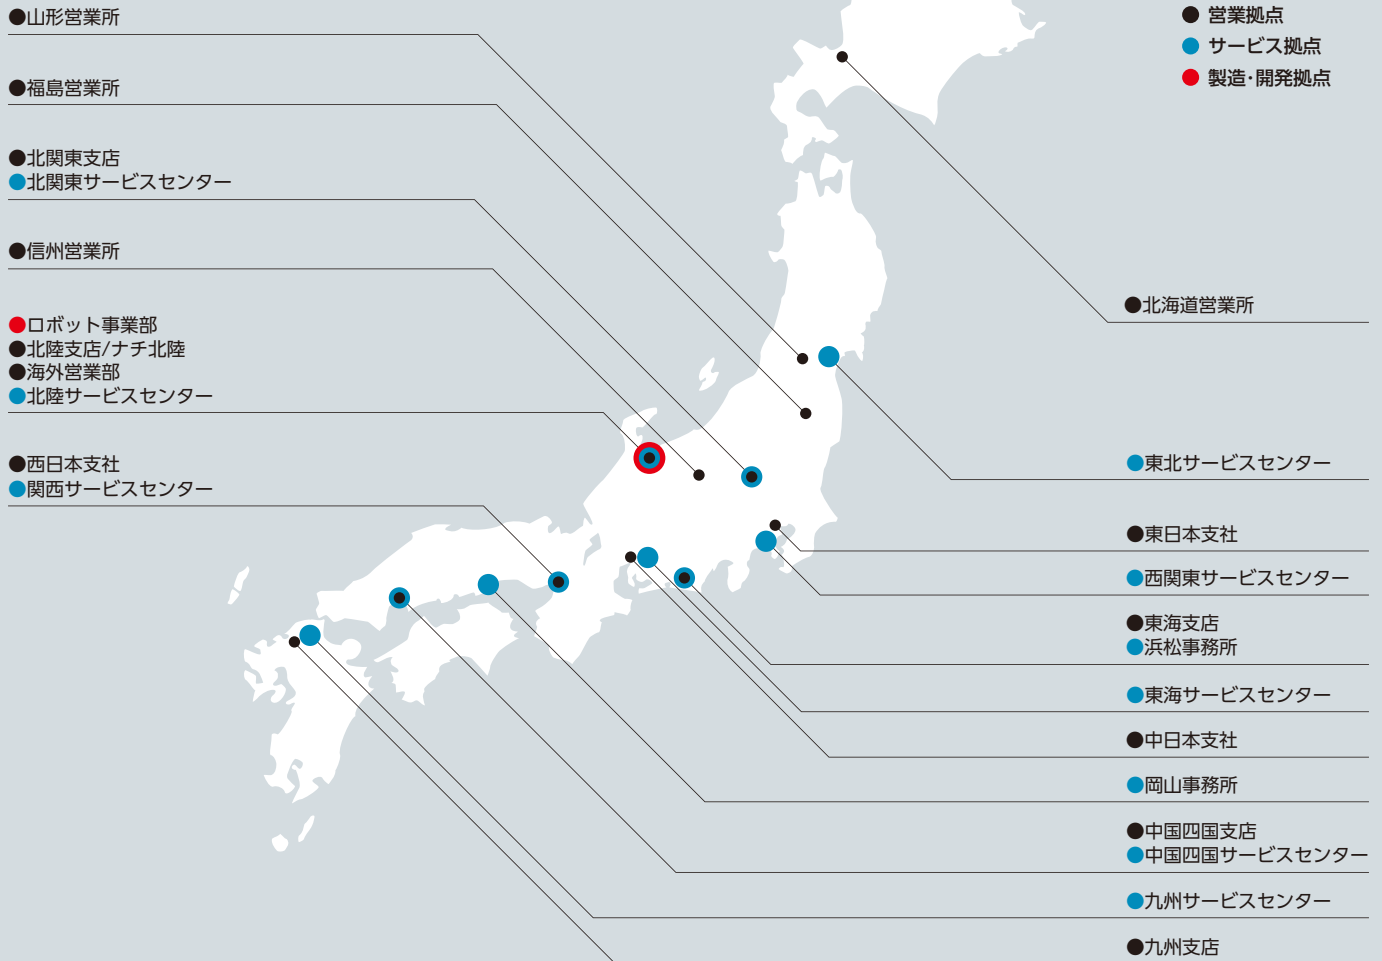 ●山形営業所
●福島営業所
●北関東支店
●北関東サービスセンター
●信州営業所
●ロボット事業部
●北陸支店/ナチ北陸
●海外営業部
●北陸サービスセンター
●西日本支社
●関西サービスセンター
● 営業拠点
● サービス拠点
● 製造・開発拠点
●北海道営業所
●東北サービスセンター
●東日本支社
●西関東サービスセンター
●東海支店
●浜松事務所
●東海サービスセンター
●中日本支社
●岡山事務所
●中国四国支店
●中国四国サービスセンター
●九州サービスセンター
●九州支店